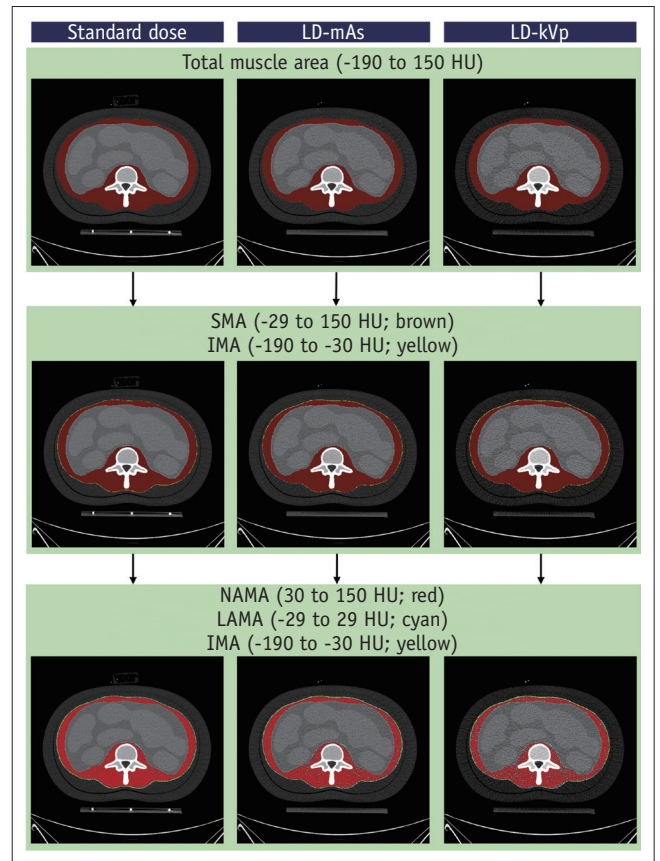 Standard dose
LD-mAs
LD-kVp
Total muscle area (-190 to 150 HU)
SMA (-29 to 150 HU; brown)
IMA (-190 to -30 HU; yellow)
NAMA (30 to 150 HU; red)
LAMA (-29 to 29 HU; cyan)
IMA (-190 to -30 HU; yellow)